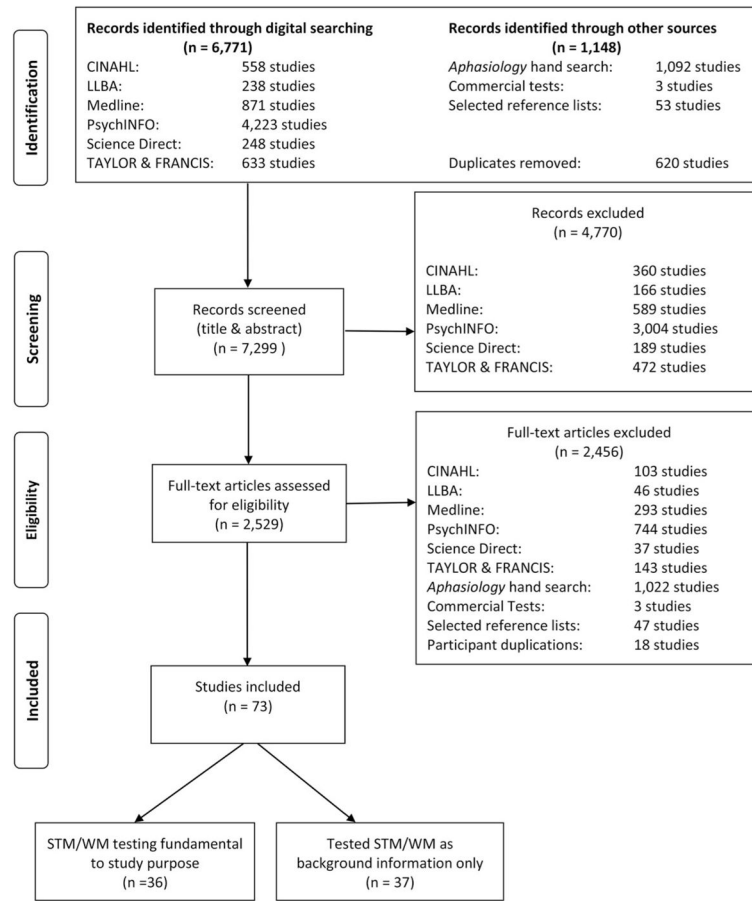 Identification
Records identified through digital searching
(n = 6,771)
CINAHL: 558 studies
LLBA: 238 studies
Medline: 871 studies
PsychINFO: 4,223 studies
Science Direct: 248 studies
TAYLOR & FRANCIS: 633 studies
Records identified through other sources
(n = 1,148)
Aphasiology hand search: 1,092 studies
Commercial tests: 3 studies
Selected reference lists: 53 studies
Duplicates removed: 620 studies
Screening
Records screened
(title & abstract)
(n = 7,299 )
Records excluded
(n = 4,770)
CINAHL: 360 studies
LLBA: 166 studies
Medline: 589 studies
PsychINFO: 3,004 studies
Science Direct: 189 studies
TAYLOR & FRANCIS: 472 studies
Eligibility
Full-text articles assessed
for eligibility
(n = 2,529)
Full-text articles excluded
(n = 2,456)
CINAHL: 103 studies
LLBA: 46 studies
Medline: 293 studies
PsychINFO: 744 studies
Science Direct: 37 studies
TAYLOR & FRANCIS: 143 studies
Aphasiology hand search: 1,022 studies
Commercial Tests: 3 studies
Selected reference lists: 47 studies
Participant duplications: 18 studies
Included
Studies included
(n = 73)
STM/WM testing fundamental
to study purpose
(n =36)
Tested STM/WM as
background information only
(n = 37)